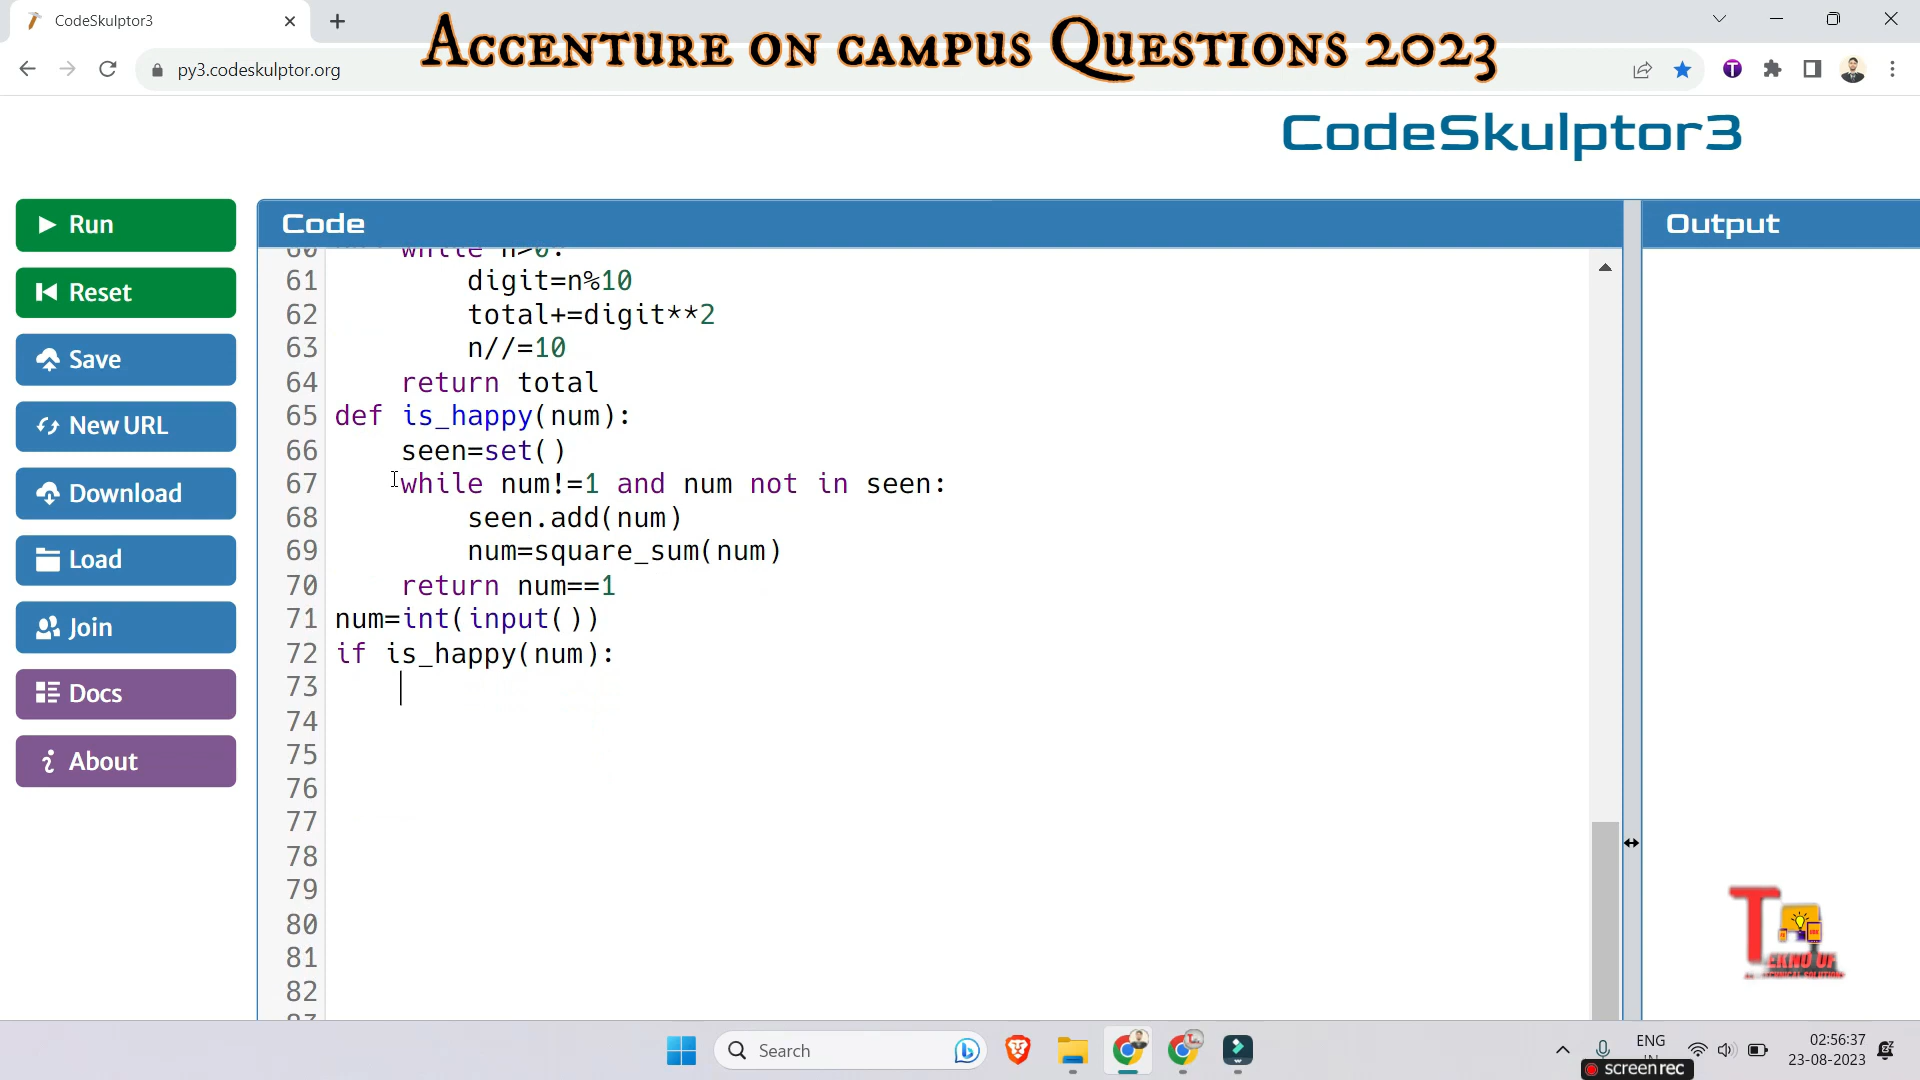 CodeSkulptor3
Accenture on campus Questions 2023
py3.codeskulptor.org
CodeSkulptor3
Run
Reset
Save
New URL
Download
Load
Join
Docs
About
Code
Output
60 while n>0:
61 digit=n%10
62 total+=digit**2
63 n//=10
64 return total
65 def is_happy(num):
66 seen=set()
67 while num!=1 and num not in seen:
68 seen.add(num)
69 num=square_sum(num)
70 return num==1
71 num=int(input())
72 if is_happy(num):
73
74
75
76
77
78
79
80
81
82
Search
ENG
02:56:37
23-08-2023
screenrec